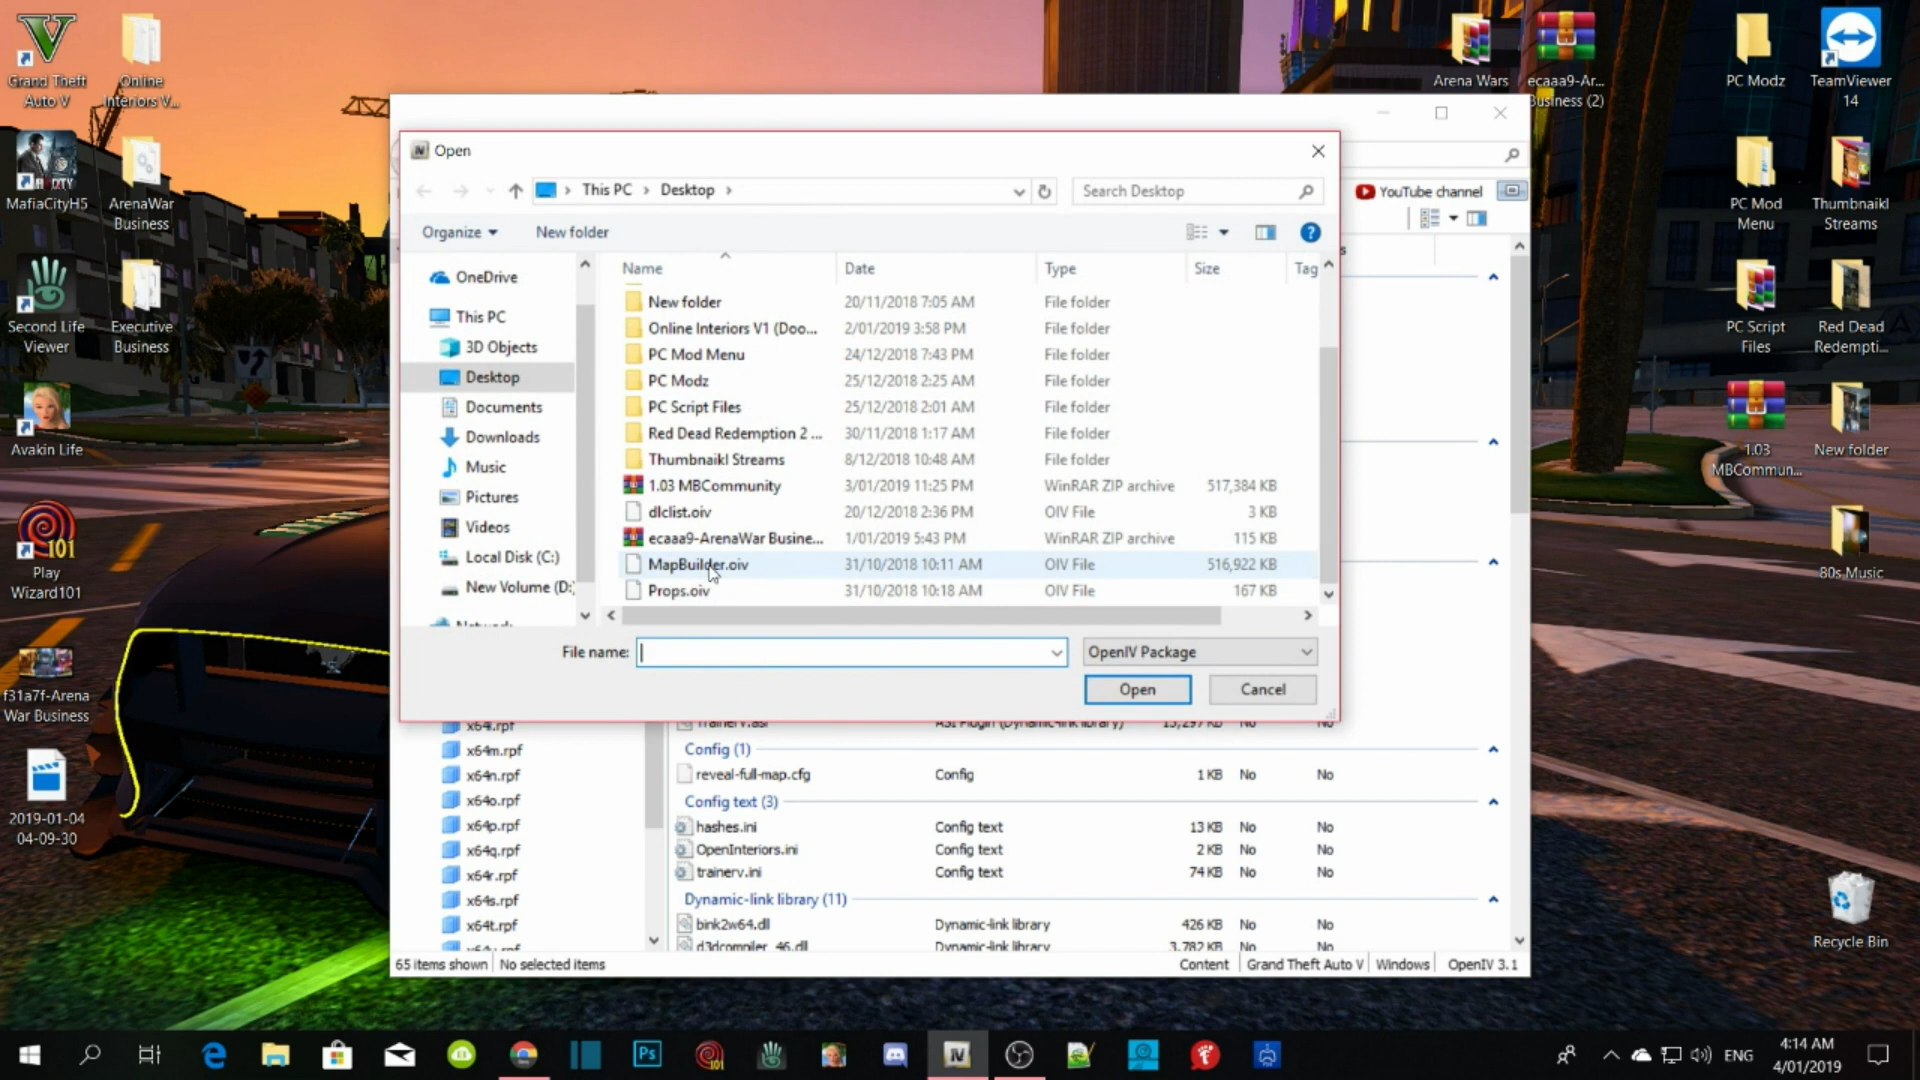 Grand Theft
Auto V
Online
Interiors V...
MafiaCityH5
ArenaWar
Business
Second Life
Viewer
Executive
Business
Avakin Life
Play
Wizard101
f31a7f-Arena
War Business
2019-01-04
04-09-30
Arena Wars
ecaaa9-Ar...
Business (2)
PC Modz
TeamViewer
14
PC Mod
Menu
Thumbnaikl
Streams
PC Script
Files
Red Dead
Redempti...
1.03
MBCommun...
New folder
80s Music
Recycle Bin
Open
This PC
Desktop
Search Desktop
YouTube channel
Organize
New folder
Name
Date
Type
Size
Tag
OneDrive
This PC
3D Objects
Desktop
Documents
Downloads
Music
Pictures
Videos
Local Disk (C:)
New Volume (D:)
New folder 20/11/2018 7:05 AM File folder
Online Interiors V1 (Doo... 2/01/2019 3:58 PM File folder
PC Mod Menu 24/12/2018 7:43 PM File folder
PC Modz 25/12/2018 2:25 AM File folder
PC Script Files 25/12/2018 2:01 AM File folder
Red Dead Redemption 2 ... 30/11/2018 1:17 AM File folder
Thumbnaikl Streams 8/12/2018 10:48 AM File folder
1.03 MBCommunity 3/01/2019 11:25 PM WinRAR ZIP archive 517,384 KB
dlclist.oiv 20/12/2018 2:36 PM OIV File 3 KB
ecaaa9-ArenaWar Busine... 1/01/2019 5:43 PM WinRAR ZIP archive 115 KB
MapBuilder.oiv 31/10/2018 10:11 AM OIV File 516,922 KB
Props.oiv 31/10/2018 10:18 AM OIV File 167 KB
File name:
OpenIV Package
Open
Cancel
x64m.rpf
x64n.rpf
x64o.rpf
x64p.rpf
x64q.rpf
x64r.rpf
x64s.rpf
x64t.rpf
Config (1)
reveal-full-map.cfg Config 1 KB No No
Config text (3)
hashes.ini Config text 13 KB No No
OpenInteriors.ini Config text 2 KB No No
trainerv.ini Config text 74 KB No No
Dynamic-link library (11)
bink2w64.dll Dynamic-link library 426 KB No No
d3dcompiler_46.dll Dynamic-link library 3,782 KB No No
65 items shown
No selected items
Content
Grand Theft Auto V
Windows
OpenIV 3.1
ENG
4:14 AM
4/01/2019